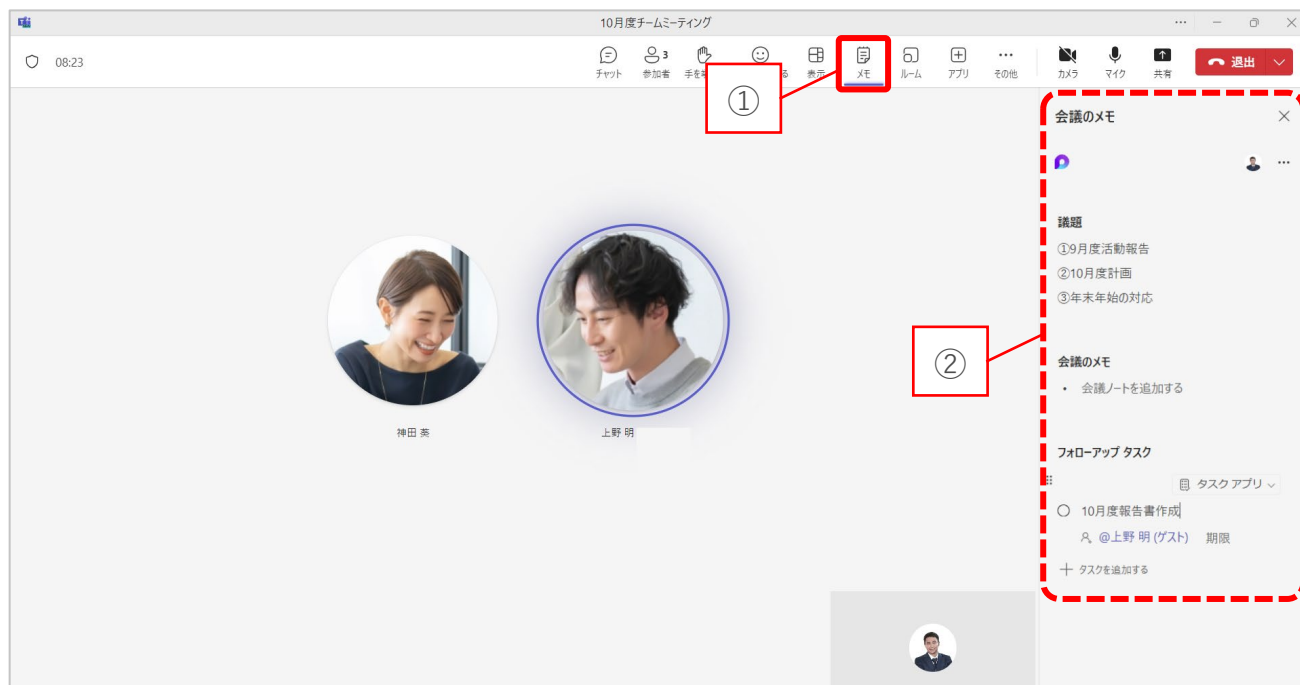 10月度チームミーティング
08:23
チャット
3
参加者
手を
る
表示
メモ
ルーム
アプリ
その他
カメラ
マイク
共有
退出
①
会議のメモ
議題
①9月度活動報告
②10月度計画
③年末年始の対応
②
会議のメモ
• 会議ノートを追加する
神田 英
上野 明
フォローアップ タスク
タスク アプリ
10月度報告書作成
@上野 明 (ゲスト) 期限
タスクを追加する